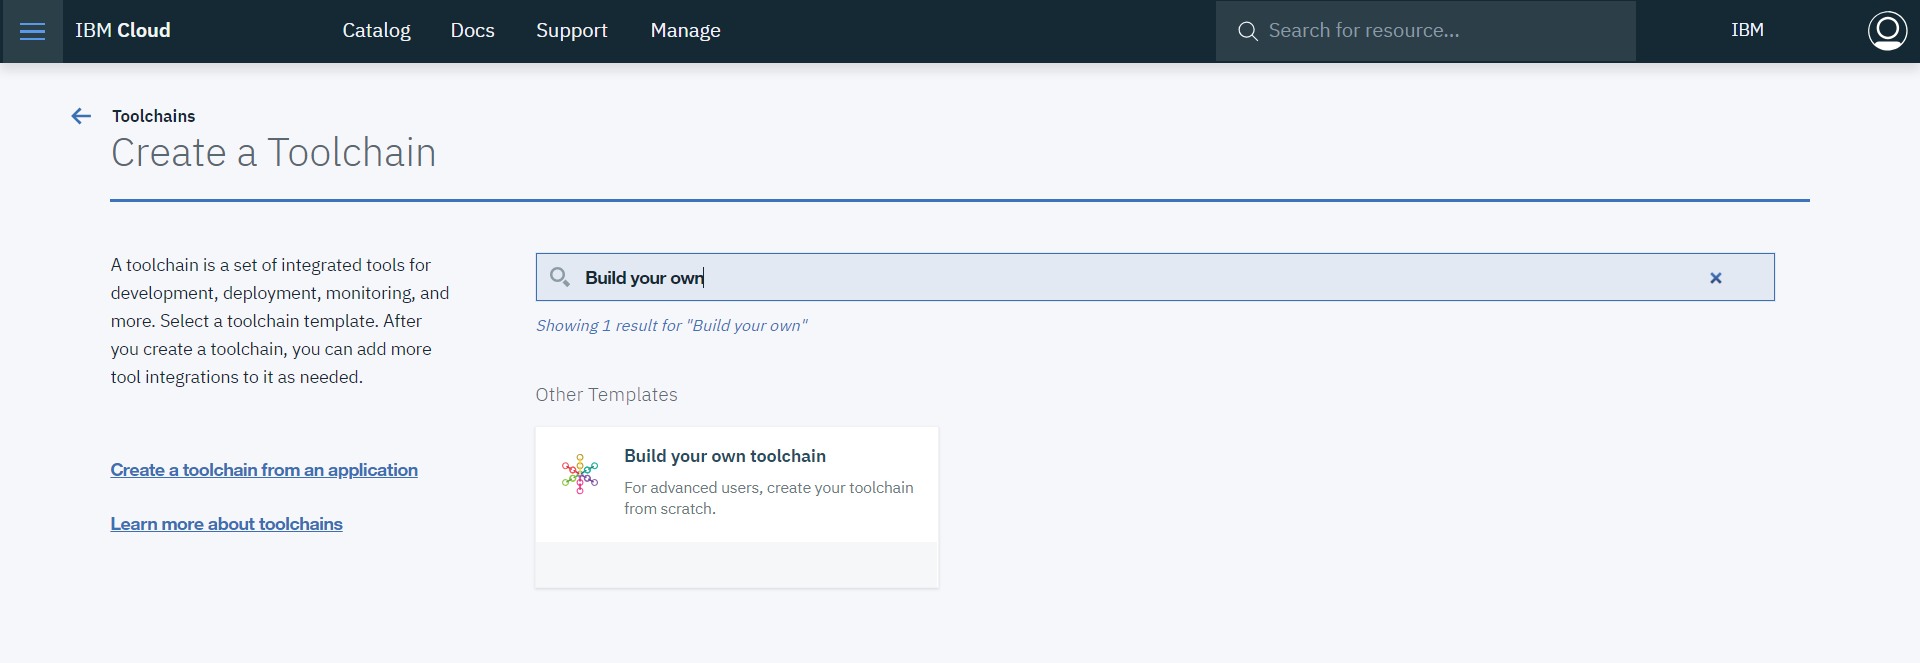 IBM Cloud Catalog Docs Support Manage Search for resource... IBM
Toolchains
Create a Toolchain
A toolchain is a set of integrated tools for
development, deployment, monitoring, and
more. Select a toolchain template. After
you create a toolchain, you can add more
tool integrations to it as needed.
Create a toolchain from an application
Learn more about toolchains
Build your own
Showing 1 result for "Build your own"
Other Templates
Build your own toolchain
For advanced users, create your toolchain
from scratch.